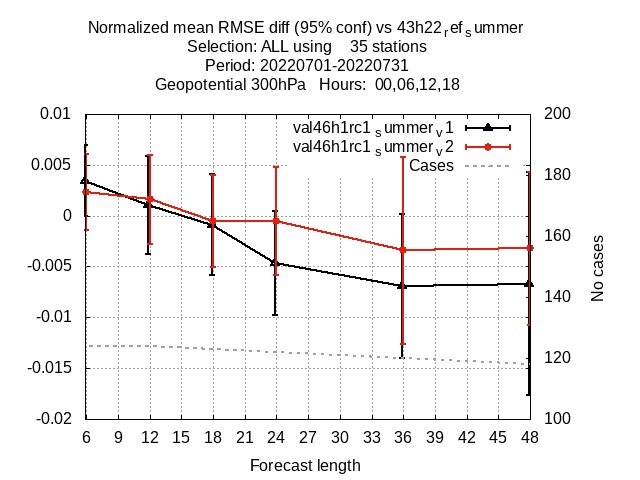 Normalized mean RMSE diff (95% conf) vs 43h22refsummer
Selection: ALL using 35 stations
Period: 20220701-20220731
Geopotential 300hPa Hours: 00,06,12,18
val46h1rc1summerv1
val46h1rc1summerv2
Cases
0.01
0.005
0
-0.005
-0.01
-0.015
-0.02
200
180
160
140
120
100
No cases
6 9 12 15 18 21 24 27 30 33 36 39 42 45 48
Forecast length